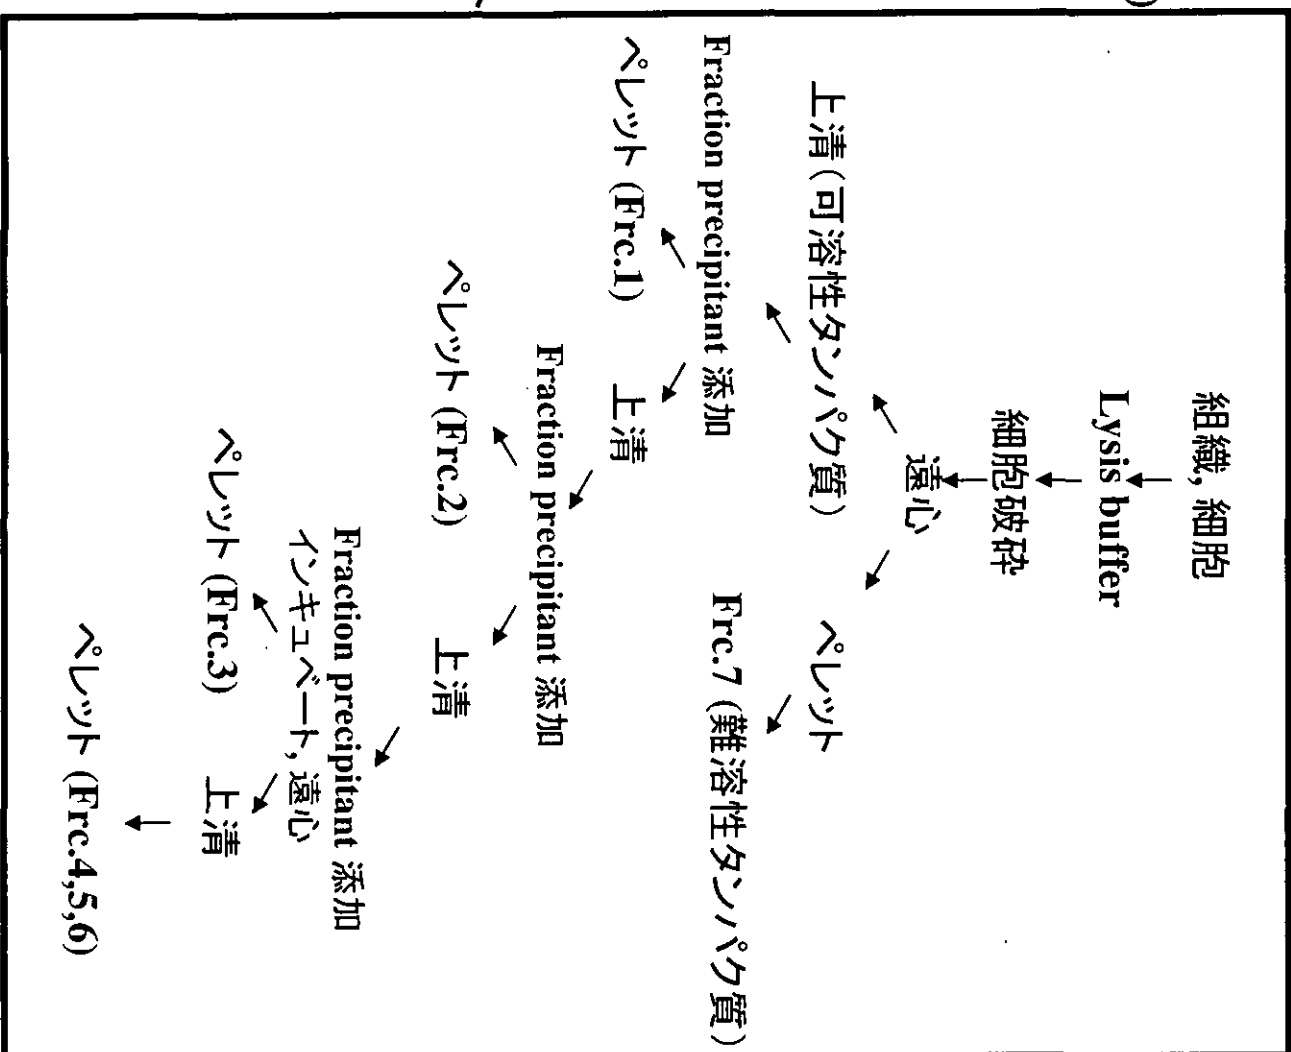 組織, 細胞
Lysis buffer
細胞破砕
遠心
上清 (可溶性タンパク質)
ペレット
Fraction precipitant 添加
Frc.7 (難溶性タンパク質)
ペレット (Frc.1)
上清
Fraction precipitant 添加
ペレット (Frc.2)
上清
Fraction precipitant 添加
インキュベート, 遠心
ペレット (Frc.3)
上清
ペレット (Frc.4,5,6)